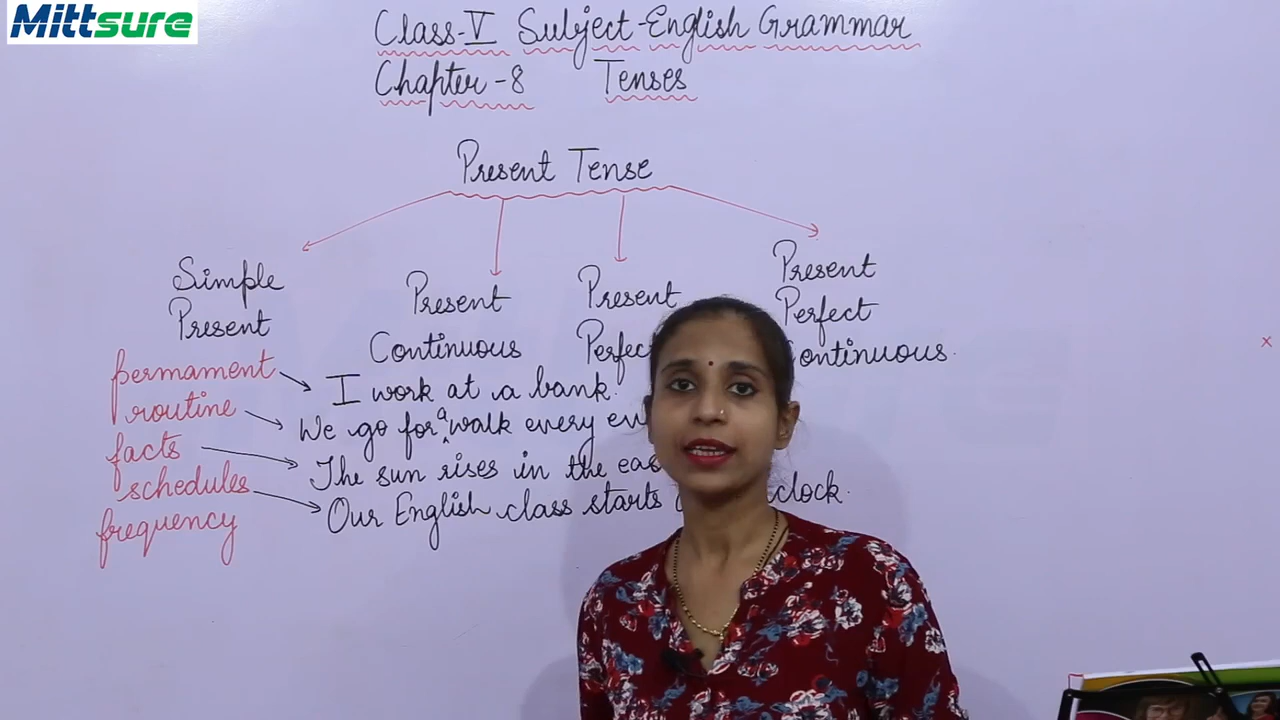 Mittsure
Class-V Subject-English Grammar
Chapter-8 Tenses
Present Tense
Simple Present
Present Continuous
Present
Present Perfect
permament
I work at a bank.
routine
We go for a walk every
facts
The sun rises in the
schedules
Our English class starts
frequency
x